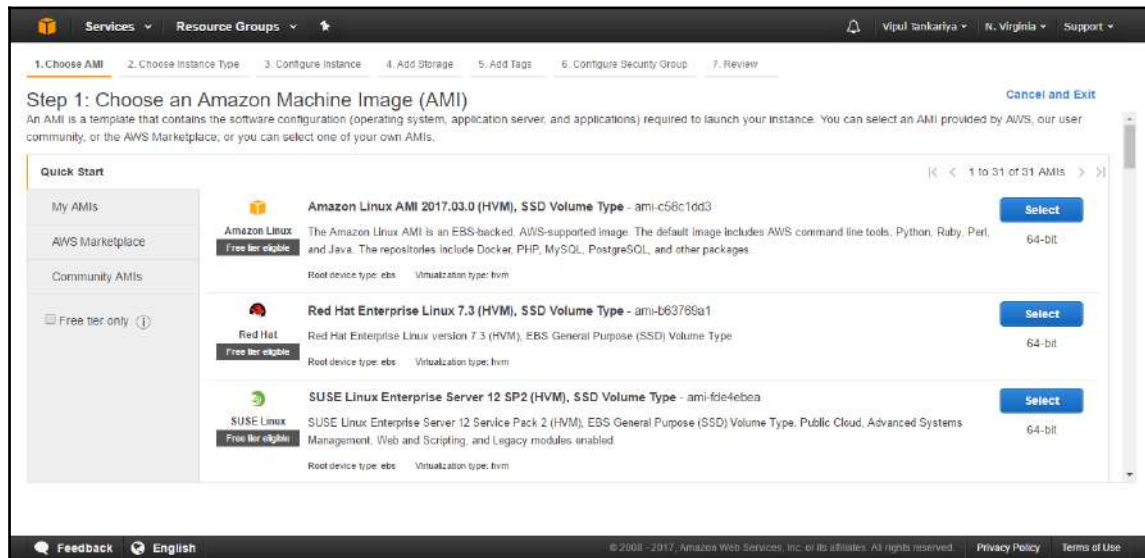 Services Resource Groups Vipul Tankariya N. Virginia Support
1. Choose AMI 2. Choose Instance Type 3. Configure Instance 4. Add Storage 5. Add Tags 6. Configure Security Group 7. Review
Step 1: Choose an Amazon Machine Image (AMI)
Cancel and Exit
An AMI is a template that contains the software configuration (operating system, application server, and applications) required to launch your instance. You can select an AMI provided by AWS, our user
community, or the AWS Marketplace; or you can select one of your own AMIs.
Quick Start
1 to 31 of 31 AMIs
My AMIs
AWS Marketplace
Community AMIs
Free tier only
Amazon Linux
Free tier eligible
Amazon Linux AMI 2017.03.0 (HVM), SSD Volume Type - ami-c58c1dd3
The Amazon Linux AMI is an EBS-backed, AWS-supported image. The default image includes AWS command line tools, Python, Ruby, Perl,
and Java. The repositories include Docker, PHP, MySQL, PostgreSQL, and other packages.
Root device type: ebs Virtualization type: hvm
Select
64-bit
Red Hat
Free tier eligible
Red Hat Enterprise Linux 7.3 (HVM), SSD Volume Type - ami-b63769a1
Red Hat Enterprise Linux version 7.3 (HVM), EBS General Purpose (SSD) Volume Type
Root device type: ebs Virtualization type: hvm
Select
64-bit
SUSE Linux
Free tier eligible
SUSE Linux Enterprise Server 12 SP2 (HVM), SSD Volume Type - ami-fde4ebea
SUSE Linux Enterprise Server 12 Service Pack 2 (HVM), EBS General Purpose (SSD) Volume Type. Public Cloud, Advanced Systems
Management, Web and Scripting, and Legacy modules enabled.
Root device type: ebs Virtualization type: hvm
Select
64-bit
Feedback English © 2008 - 2017, Amazon Web Services, Inc. or its affiliates. All rights reserved. Privacy Policy Terms of Use